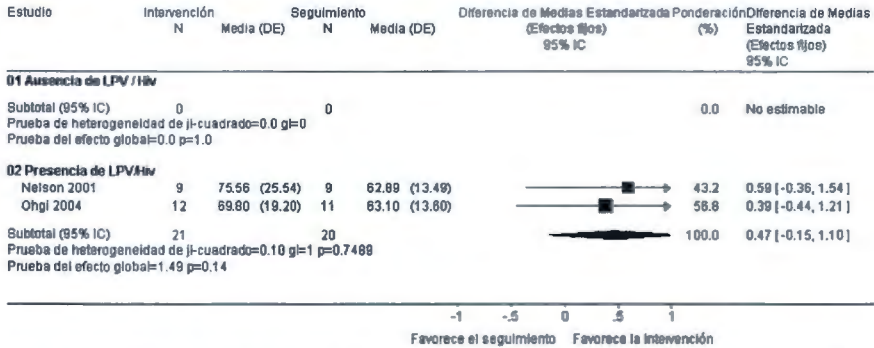 Estudio Intervención Seguimiento Diferencia de Medias Estandarizada Ponderación Diferencia de Medias
N Media (DE) N Media (DE) (Efectos fijos) (%) Estandarizada
95% IC (Efectos fijos)
95% IC
01 Ausencia de LPV / Hiv
Subtotal (95% IC) 0 0 0.0 No estimable
Prueba de heterogeneidad de ji-cuadrado=0.0 gl=0
Prueba del efecto global=0.0 p=1.0
02 Presencia de LPV/Hiv
Nelson 2001 9 75.56 (25.54) 9 62.89 (13.49) 43.2 0.59 [-0.36, 1.54]
Ohgi 2004 12 69.80 (19.20) 11 63.10 (13.60) 56.8 0.39 [-0.44, 1.21]
Subtotal (95% IC) 21 20 100.0 0.47 [-0.15, 1.10]
Prueba de heterogeneidad de ji-cuadrado=0.10 gl=1 p=0.7489
Prueba del efecto global=1.49 p=0.14
-1 -.5 0 .5 1
Favorece el seguimiento Favorece la intervención